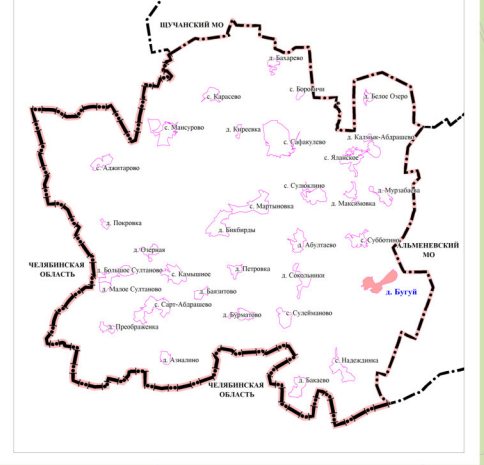 ЩУЧАНСКИЙ МО
д. Бахарево
с. Карасево
с. Боровичи
д. Белое Озеро
с. Мансурово
д. Киреевка
с. Сафакулево
д. Калмык-Абдрашево
с. Яланское
с. Аджитарово
с. Сулюклино
д. Мурзабаева
с. Мартыновка
д. Максимовка
д. Покровка
д. Бикбирды
д. Абултаево
с. Субботино
АЛЬМЕНЕВСКИЙ
МО
д. Озерная
ЧЕЛЯБИНСКАЯ
ОБЛАСТЬ
д. Большое Султаново
с. Камышное
д. Петровка
д. Сокольники
д. Малое Султаново
д. Баязитово
д. Бугуй
с. Сарт-Абдрашево
д. Бурматово
с. Сулейманово
д. Преображенка
д. Азналино
с. Надеждинка
д. Бакаево
ЧЕЛЯБИНСКАЯ
ОБЛАСТЬ